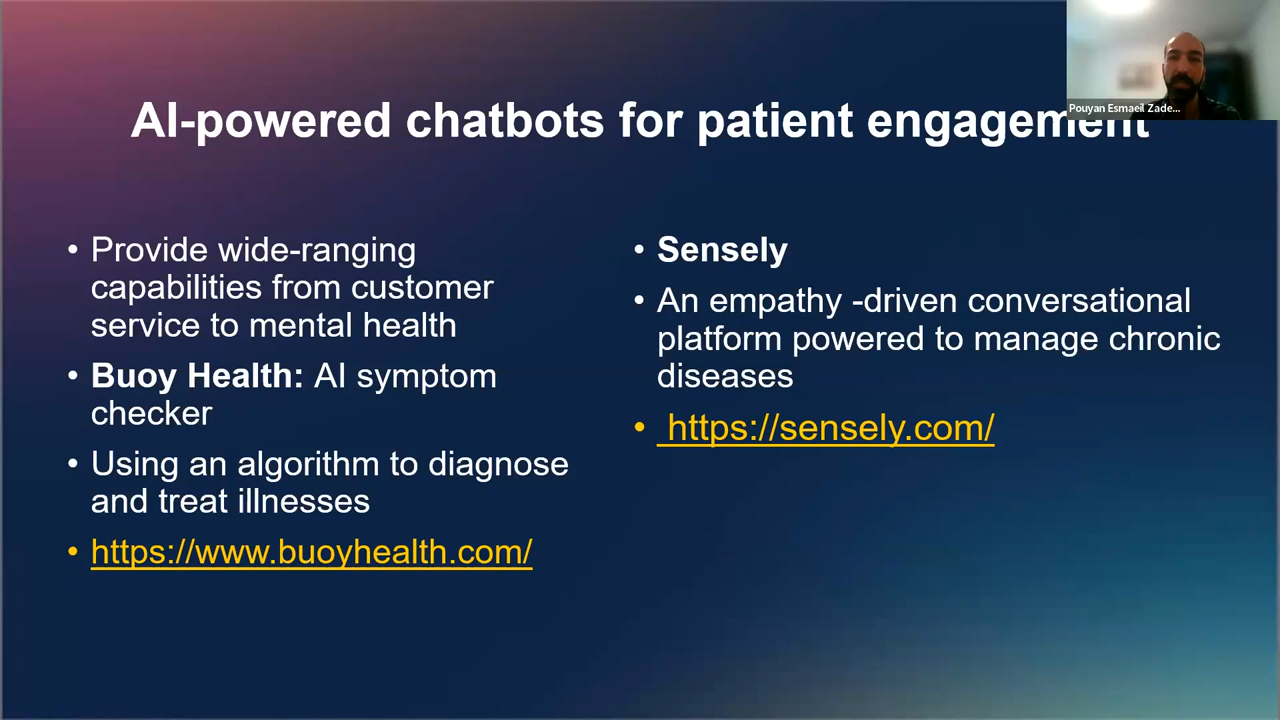 AI-powered chatbots for patient engagement
Pouyan Esmaeil Zade...
• Provide wide-ranging
capabilities from customer
service to mental health
• Buoy Health: AI symptom
checker
• Using an algorithm to diagnose
and treat illnesses
• https://www.buoyhealth.com/
• Sensely
• An empathy -driven conversational
platform powered to manage chronic
diseases
• https://sensely.com/